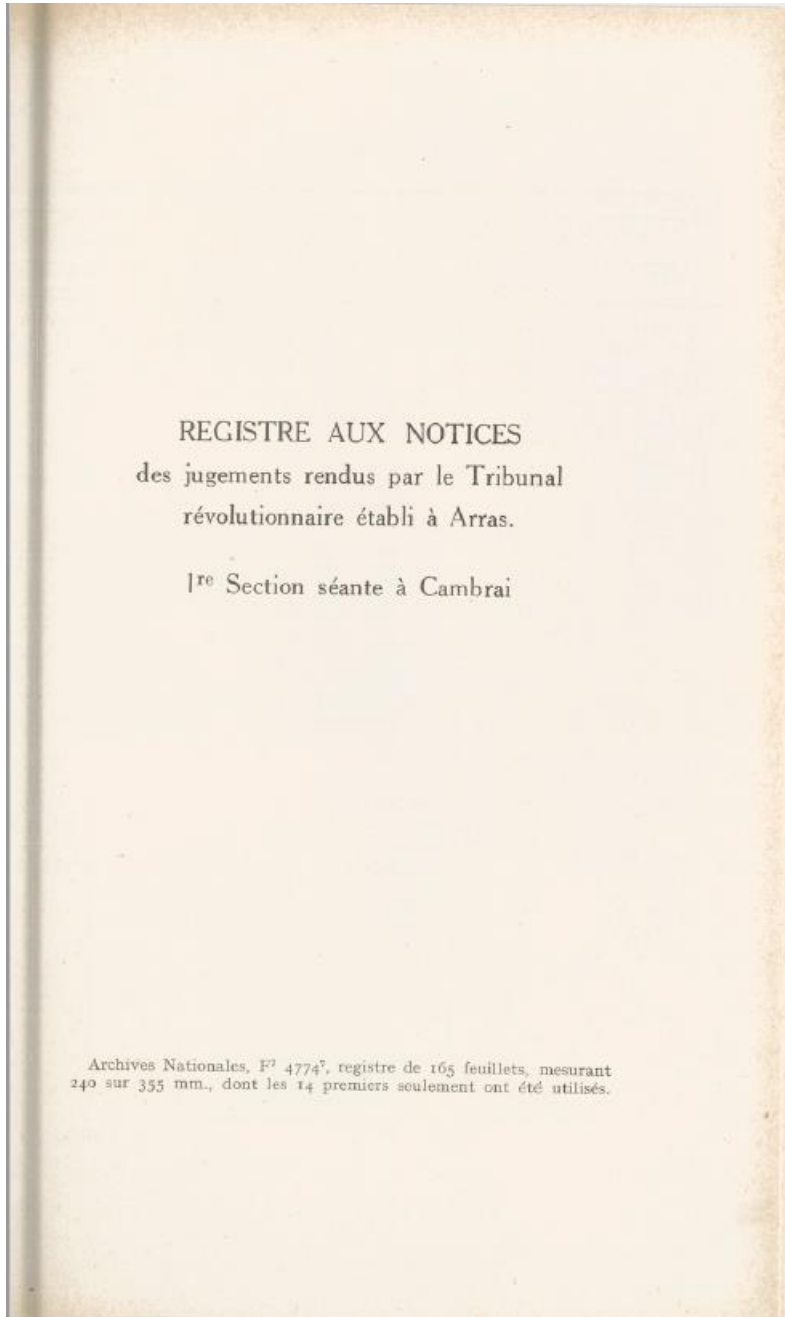 REGISTRE AUX NOTICES
des jugements rendus par le Tribunal
révolutionnaire établi à Arras.
Iʳᵉ Section séante à Cambrai
Archives Nationales, F⁷ 4774⁷, registre de 165 feuillets, mesurant
240 sur 355 mm., dont les 14 premiers seulement ont été utilisés.